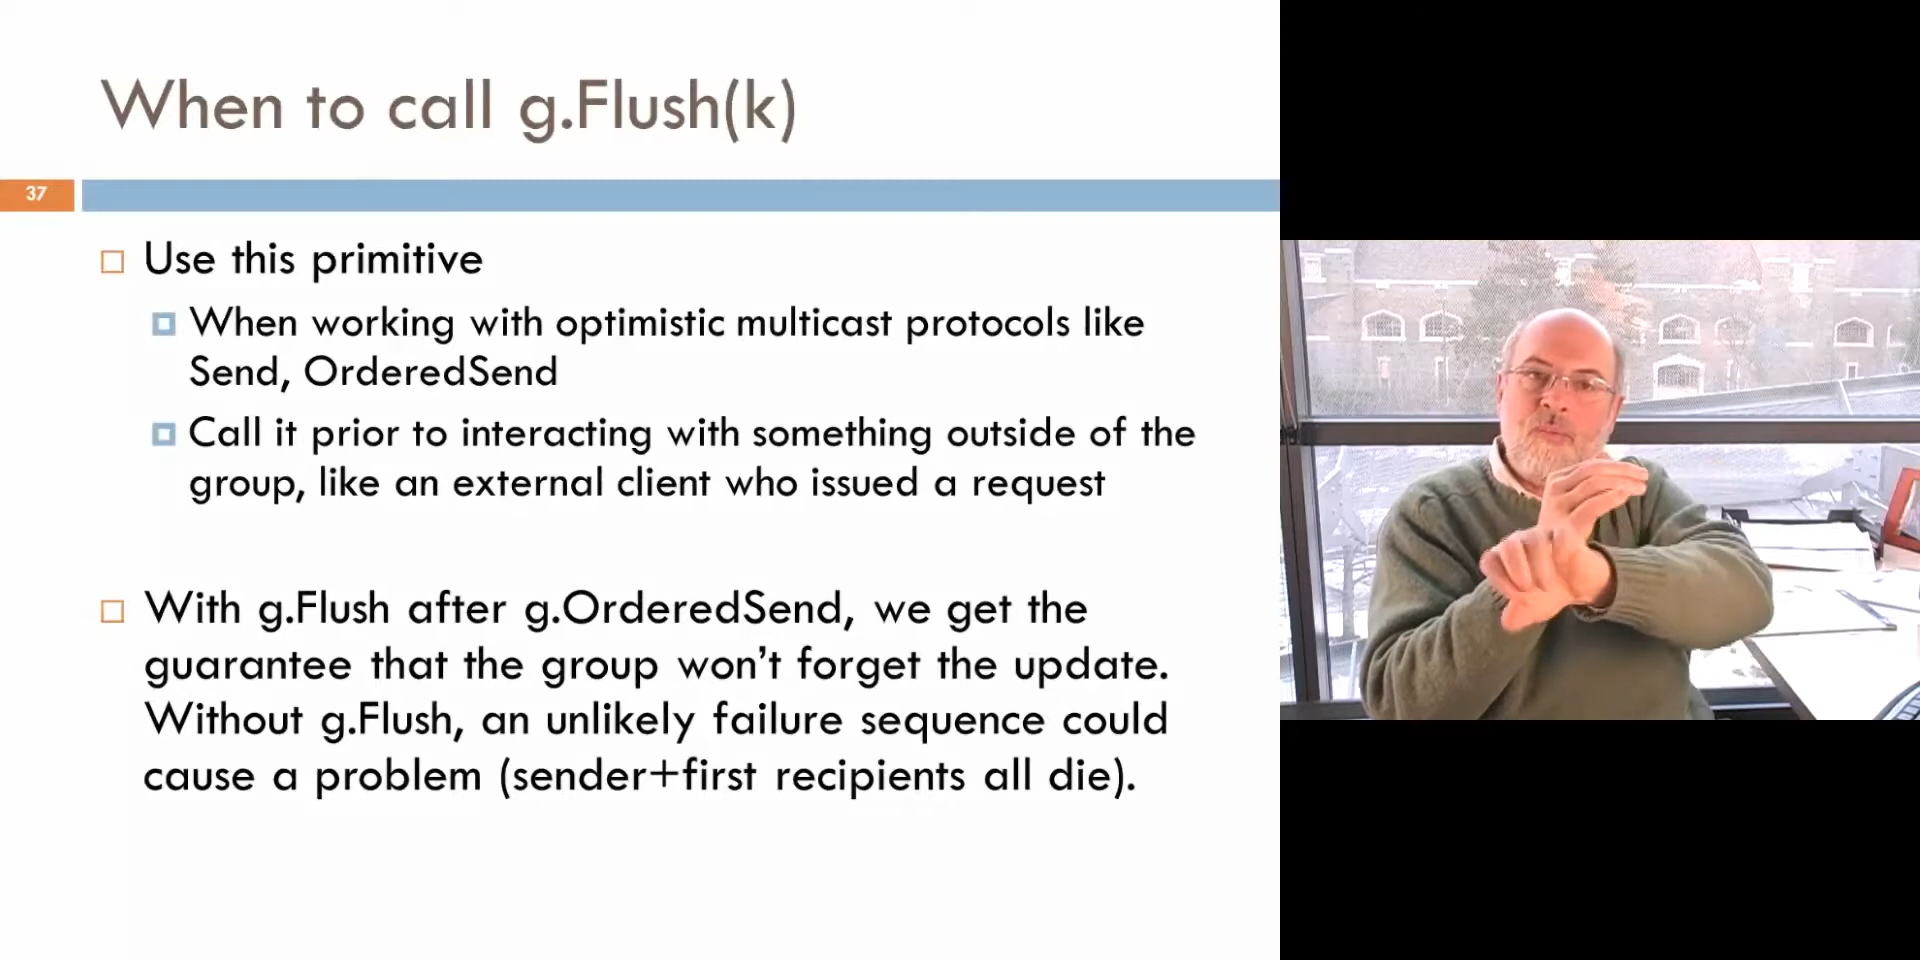 When to call g.Flush(k)
37
Use this primitive
When working with optimistic multicast protocols like
Send, OrderedSend
Call it prior to interacting with something outside of the
group, like an external client who issued a request
With g.Flush after g.OrderedSend, we get the
guarantee that the group won’t forget the update.
Without g.Flush, an unlikely failure sequence could
cause a problem (sender+first recipients all die).